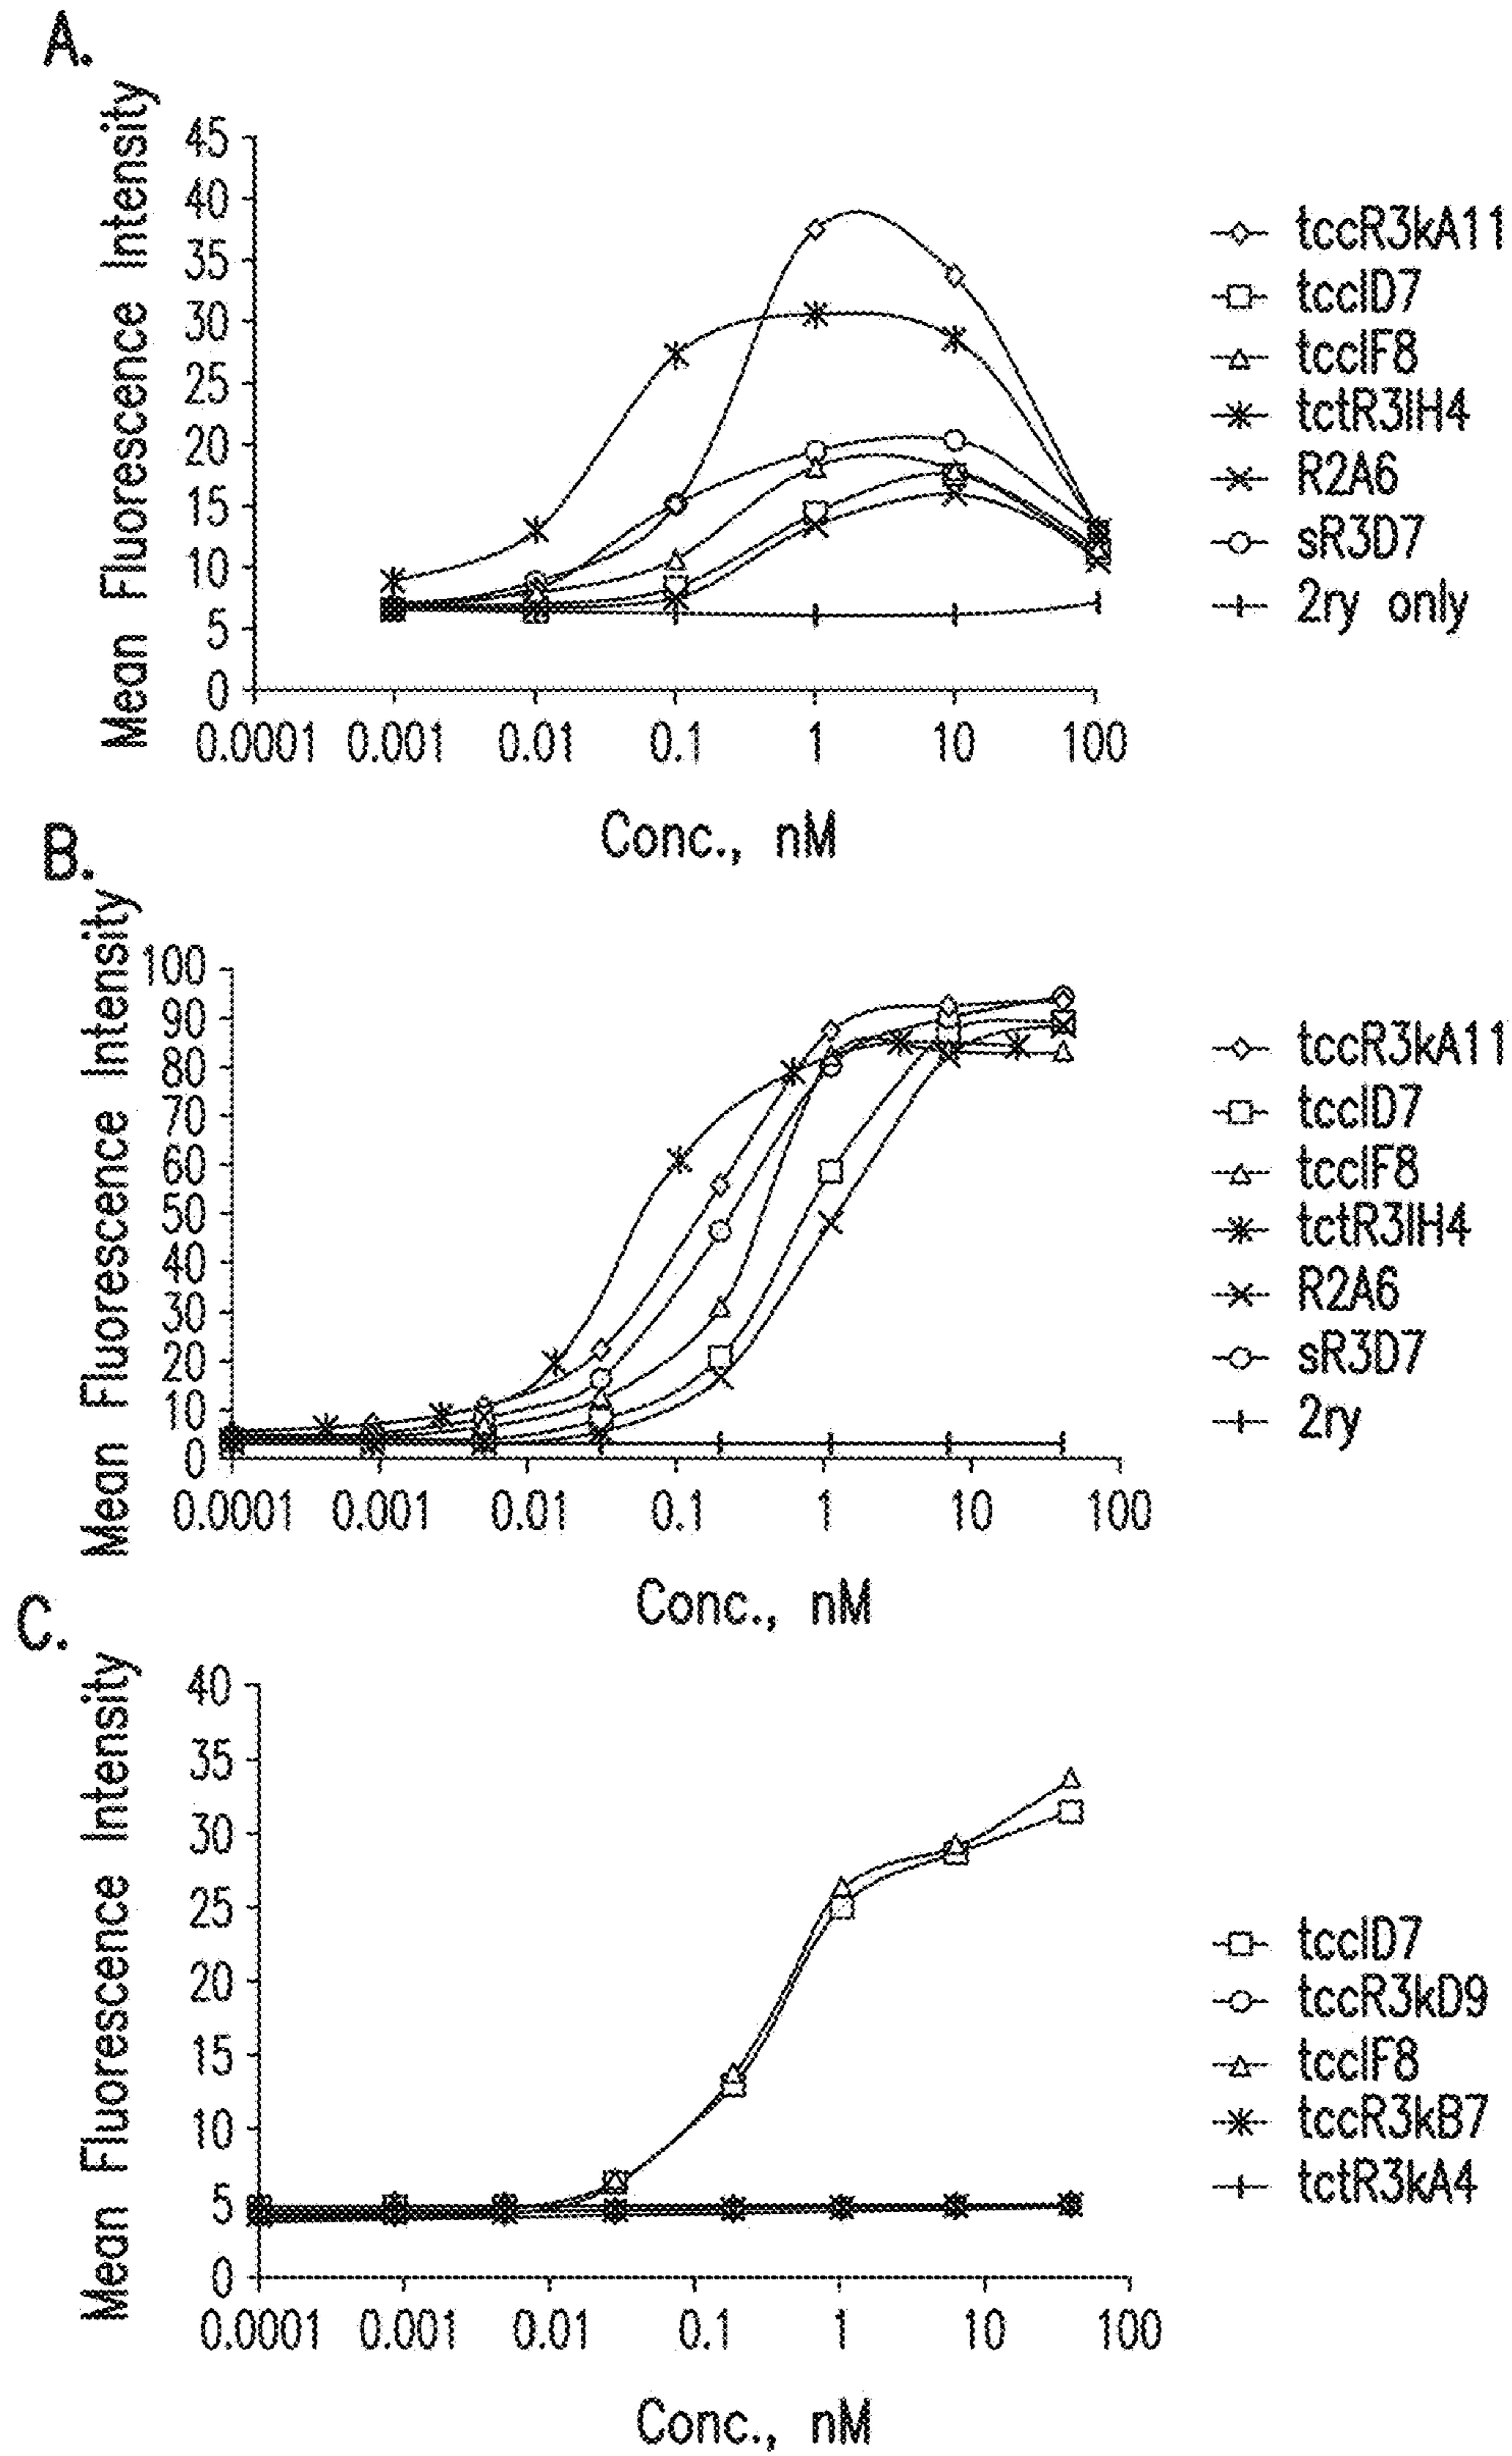 A.
Mean Fluorescence Intensity
45
40
35
30
25
20
15
10
5
0
0.0001 0.001 0.01 0.1 1 10 100
Conc., nM
tccR3kA11
tcclD7
tcclF8
tctR3lH4
R2A6
sR3D7
2ry only
B.
Mean Fluorescence Intensity
100
90
80
70
60
50
40
30
20
10
0
0.0001 0.001 0.01 0.1 1 10 100
Conc., nM
tccR3kA11
tcclD7
tcclF8
tctR3lH4
R2A6
sR3D7
2ry
C.
Mean Fluorescence Intensity
40
35
30
25
20
15
10
5
0
0.0001 0.001 0.01 0.1 1 10 100
Conc., nM
tcclD7
tccR3kD9
tcclF8
tccR3kB7
tctR3kA4